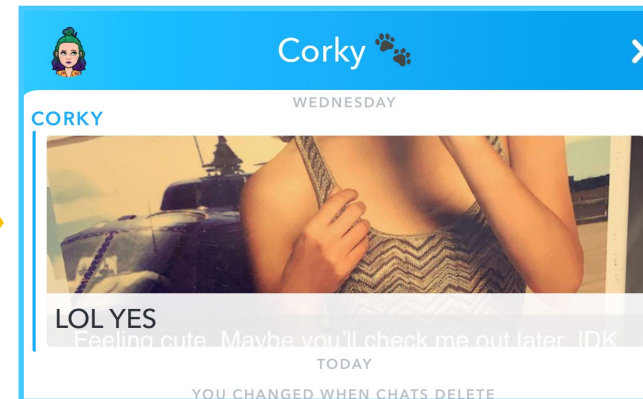 Corky 🐾
WEDNESDAY
CORKY
LOL YES
Feeling cute. Maybe you'll check me out later. IDK
TODAY
YOU CHANGED WHEN CHATS DELETE